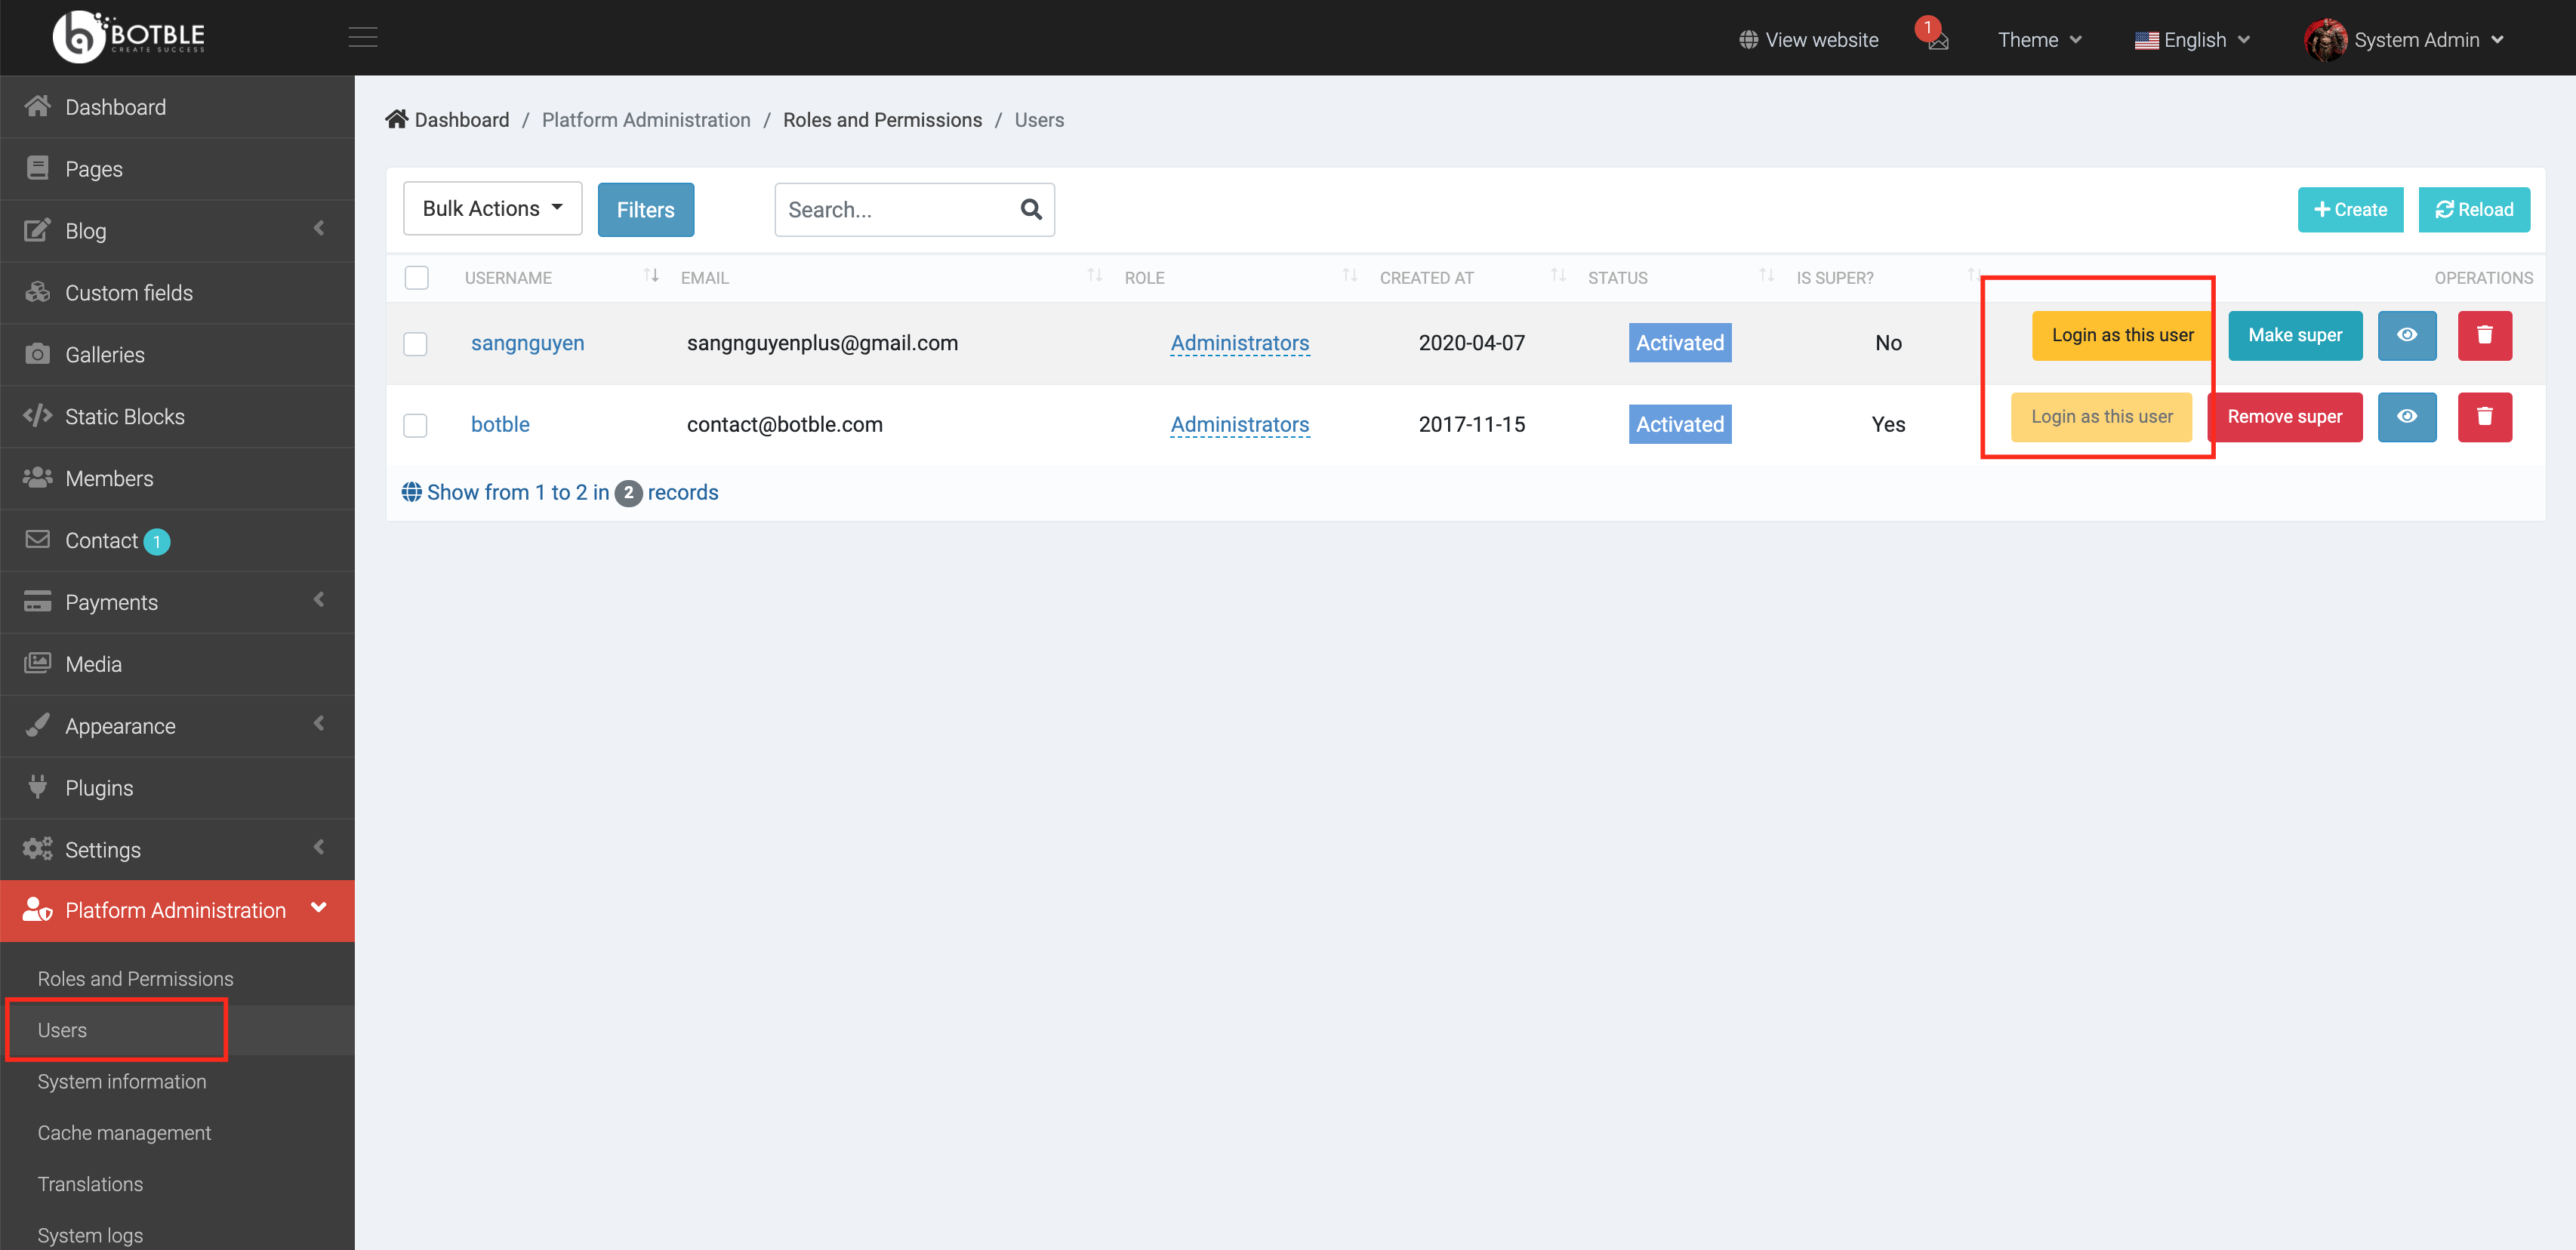 BOTBLE
CREATE SUCCESS
View website
1
Theme
English
System Admin
Dashboard
Pages
Blog
Custom fields
Galleries
Static Blocks
Members
Contact 1
Payments
Media
Appearance
Plugins
Settings
Platform Administration
Roles and Permissions
Users
System information
Cache management
Translations
System logs
Dashboard / Platform Administration / Roles and Permissions / Users
Bulk Actions Filters Search... Create Reload
USERNAME EMAIL ROLE CREATED AT STATUS IS SUPER? OPERATIONS
sangnguyen sangnguyenplus@gmail.com Administrators 2020-04-07 Activated No Login as this user Make super
botble contact@botble.com Administrators 2017-11-15 Activated Yes Login as this user Remove super
Show from 1 to 2 in 2 records